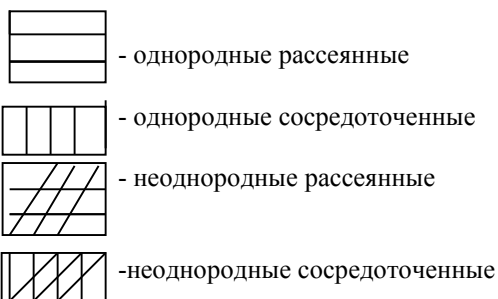 - однородные рассеянные
- однородные сосредоточенные
- неоднородные рассеянные
-неоднородные сосредоточенные